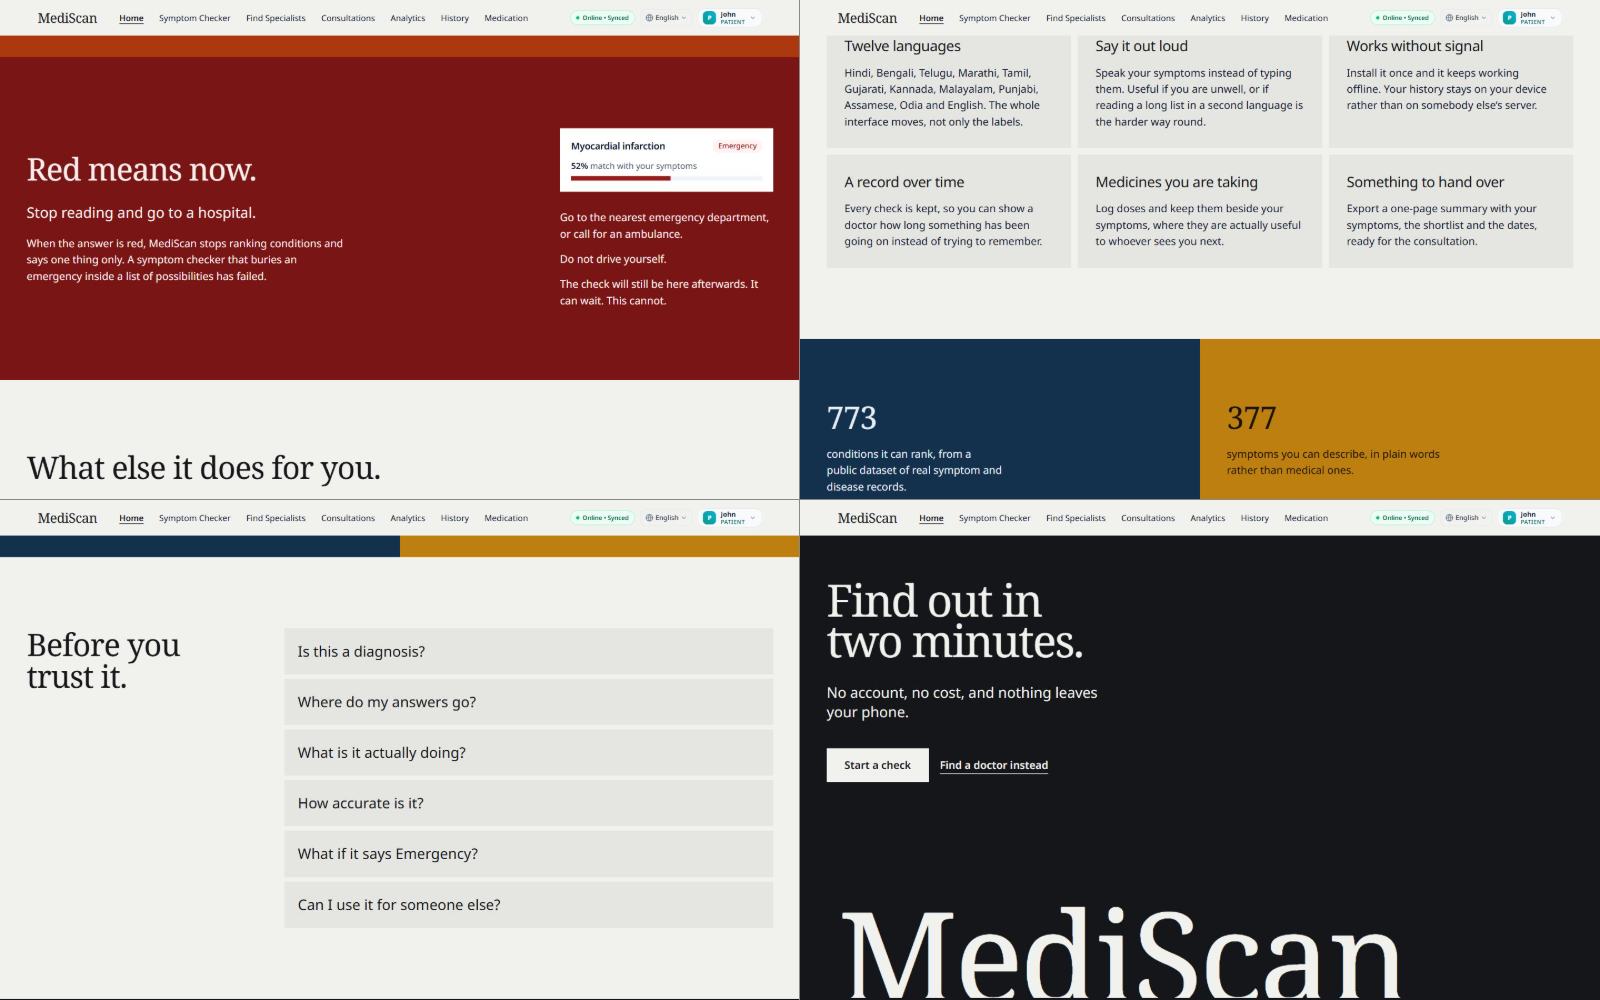 MediScan Home Symptom Checker Find Specialists Consultations Analytics History Medication Online • Synced English P John PATIENT
Red means now.
Stop reading and go to a hospital.
When the answer is red, MediScan stops ranking conditions and
says one thing only. A symptom checker that buries an
emergency inside a list of possibilities has failed.
Myocardial infarction Emergency
52% match with your symptoms
Go to the nearest emergency department,
or call for an ambulance.
Do not drive yourself.
The check will still be here afterwards. It
can wait. This cannot.
What else it does for you.
MediScan Home Symptom Checker Find Specialists Consultations Analytics History Medication Online • Synced English P John PATIENT
Twelve languages
Hindi, Bengali, Telugu, Marathi, Tamil,
Gujarati, Kannada, Malayalam, Punjabi,
Assamese, Odia and English. The whole
interface moves, not only the labels.
Say it out loud
Speak your symptoms instead of typing
them. Useful if you are unwell, or if
reading a long list in a second language is
the harder way round.
Works without signal
Install it once and it keeps working
offline. Your history stays on your device
rather than on somebody else's server.
A record over time
Every check is kept, so you can show a
doctor how long something has been
going on instead of trying to remember.
Medicines you are taking
Log doses and keep them beside your
symptoms, where they are actually useful
to whoever sees you next.
Something to hand over
Export a one-page summary with your
symptoms, the shortlist and the dates,
ready for the consultation.
773
conditions it can rank, from a
public dataset of real symptom and
disease records.
377
symptoms you can describe, in plain words
rather than medical ones.
MediScan Home Symptom Checker Find Specialists Consultations Analytics History Medication Online • Synced English P John PATIENT
Before you
trust it.
Is this a diagnosis?
Where do my answers go?
What is it actually doing?
How accurate is it?
What if it says Emergency?
Can I use it for someone else?
MediScan Home Symptom Checker Find Specialists Consultations Analytics History Medication Online • Synced English P John PATIENT
Find out in
two minutes.
No account, no cost, and nothing leaves
your phone.
Start a check Find a doctor instead
MediScan